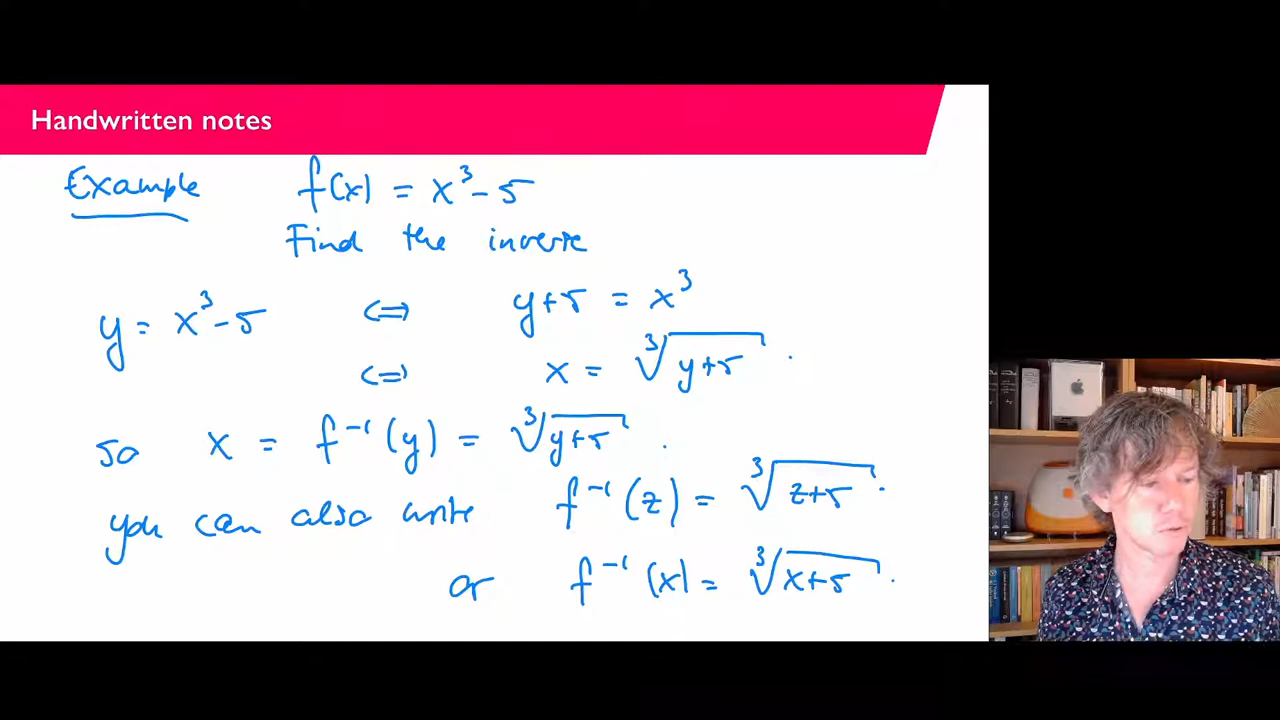 Handwritten notes
Example f(x) = x³ - 5
Find the inverse
y = x³ - 5 ⇔ y + 5 = x³
⇔ x = ∛(y+5) .
so x = f⁻¹(y) = ∛(y+5) .
you can also write f⁻¹(z) = ∛(z+5) .
or f⁻¹(x) = ∛(x+5) .